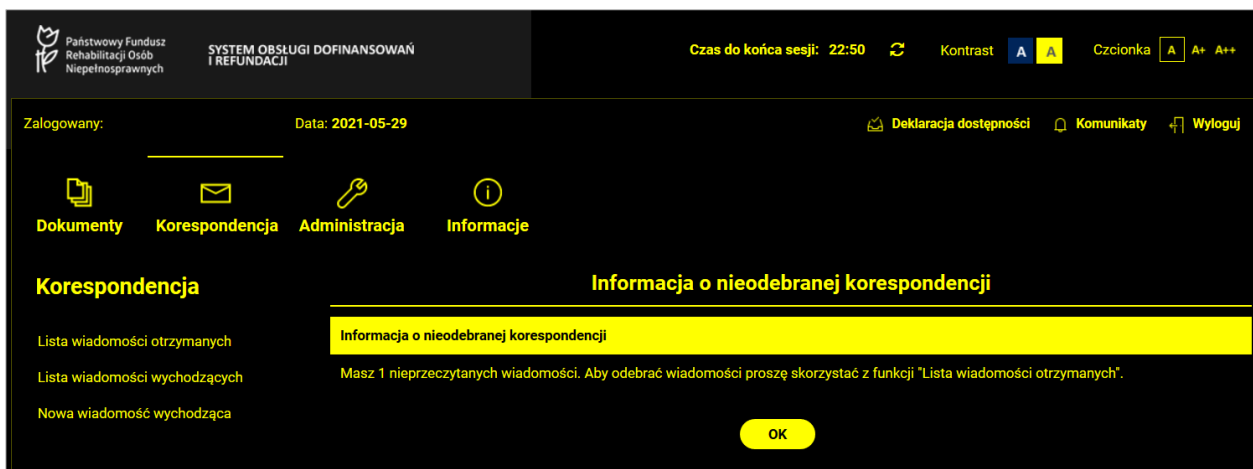 Państwowy Fundusz
Rehabilitacji Osób
Niepełnosprawnych
SYSTEM OBSŁUGI DOFINANSOWAŃ
I REFUNDACJI
Czas do końca sesji: 22:50 Kontrast A A Czcionka A A+ A++
Zalogowany: Data: 2021-05-29 Deklaracja dostępności Komunikaty Wyloguj
Dokumenty Korespondencja Administracja Informacje
Korespondencja
Lista wiadomości otrzymanych
Lista wiadomości wychodzących
Nowa wiadomość wychodząca
Informacja o nieodebranej korespondencji
Informacja o nieodebranej korespondencji
Masz 1 nieprzeczytanych wiadomości. Aby odebrać wiadomości proszę skorzystać z funkcji "Lista wiadomości otrzymanych".
OK